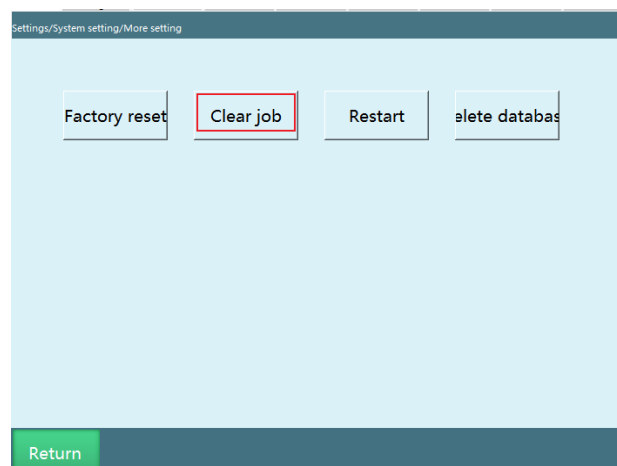 Settings/System setting/More setting
Factory reset
Clear job
Restart
elete databas
Return